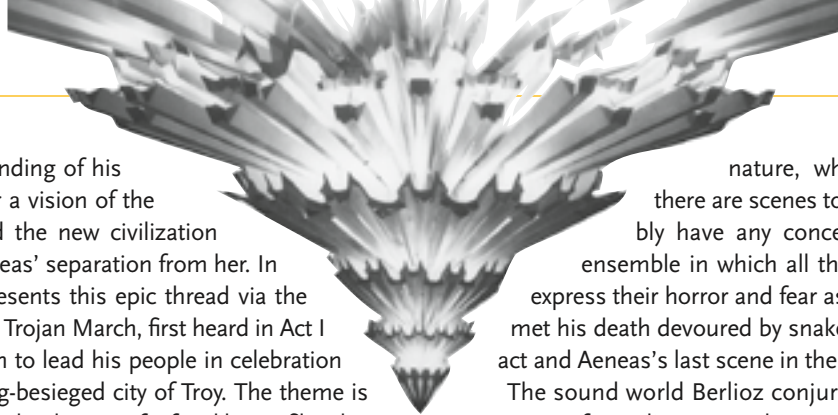 nding of his
a vision of the
the new civilization
eas' separation from her. In
esents this epic thread via the
Trojan March, first heard in Act I
to lead his people in celebration
g-besieged city of Troy. The theme is
nature, wh
there are scenes to
bly have any conce
ensemble in which all th
express their horror and fear as
met his death devoured by snake
act and Aeneas's last scene in the
The sound world Berlioz conjur